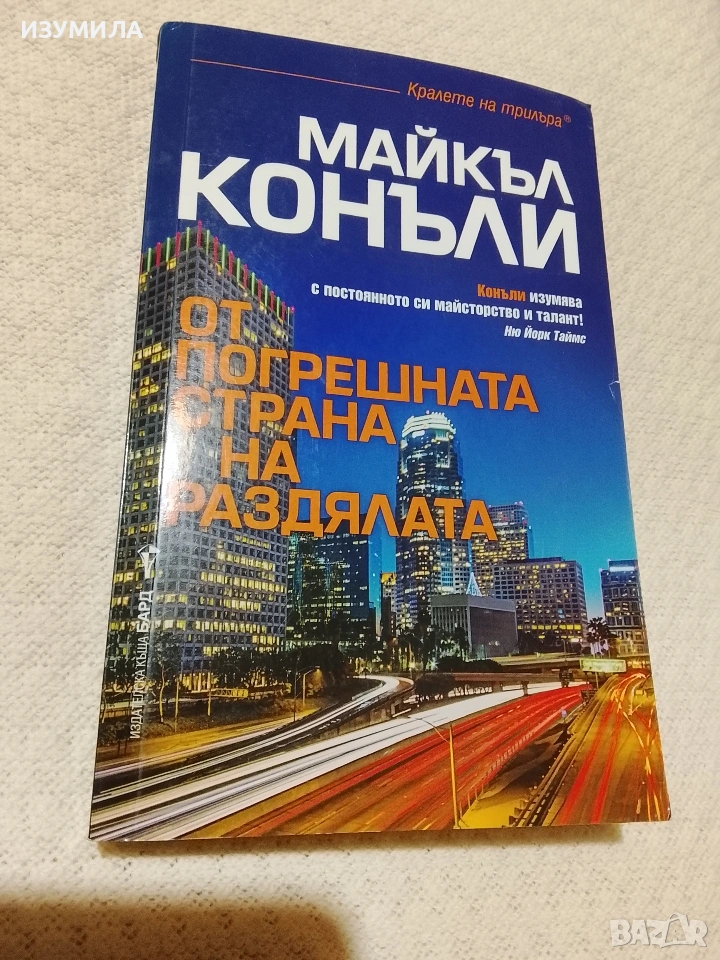 ИЗУМИЛА
Кралете на трилъра®
МАЙКЪЛ
КОНЪЛИ
Конъли изумява
с постоянното си майсторство и талант!
Ню Йорк Таймс
ОТ
ПОГРЕШНАТА
СТРАНА
НА
РАЗДЯЛАТА
ИЗДАТЕЛСКА КЪЩА БАРД
BAZAR